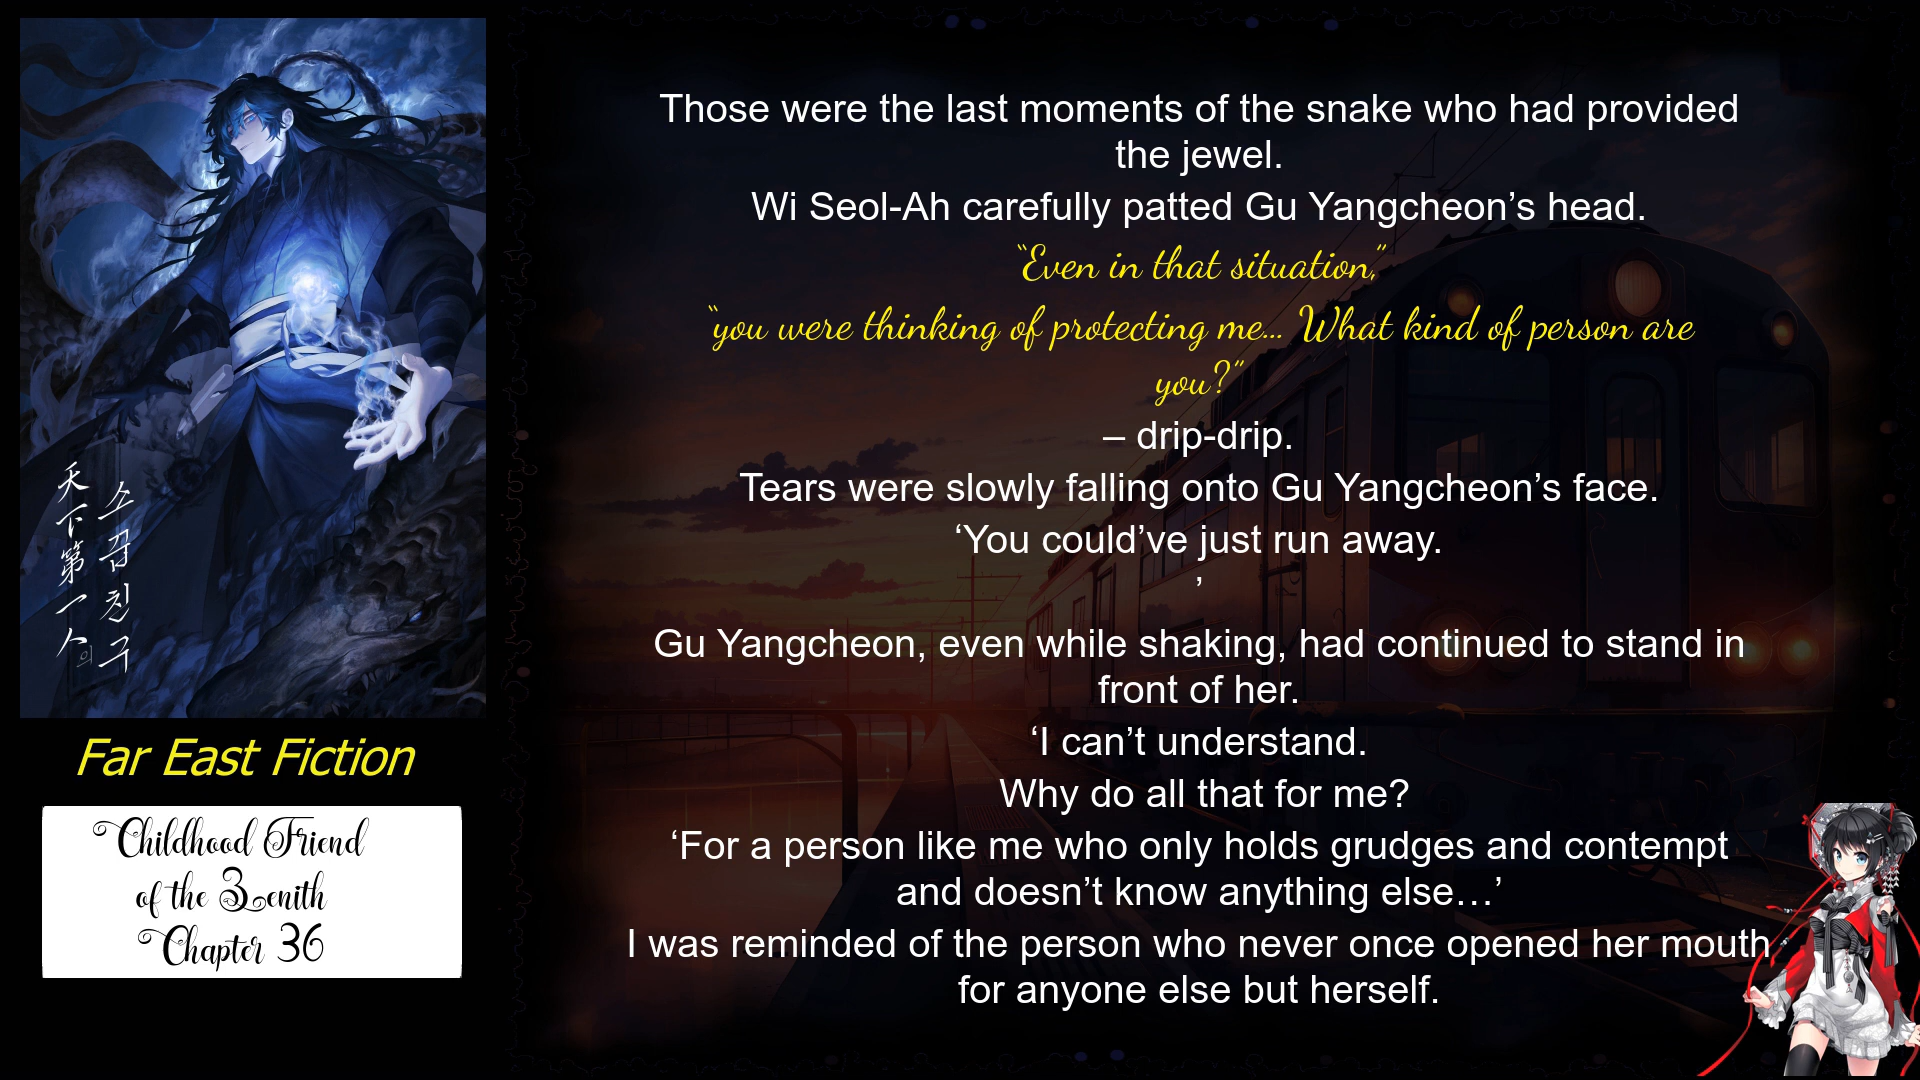 天下第一人의
소꿉친구
Far East Fiction
Childhood Friend
of the Zenith
Chapter 36
Those were the last moments of the snake who had provided
the jewel.
Wi Seol-Ah carefully patted Gu Yangcheon’s head.
“Even in that situation,”
“you were thinking of protecting me… What kind of person are
you?”
– drip-drip.
Tears were slowly falling onto Gu Yangcheon’s face.
‘You could’ve just run away.
’
Gu Yangcheon, even while shaking, had continued to stand in
front of her.
‘I can’t understand.
Why do all that for me?
‘For a person like me who only holds grudges and contempt
and doesn’t know anything else…’
I was reminded of the person who never once opened her mouth
for anyone else but herself.